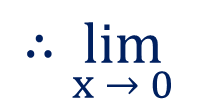 ∴ lim
x → 0